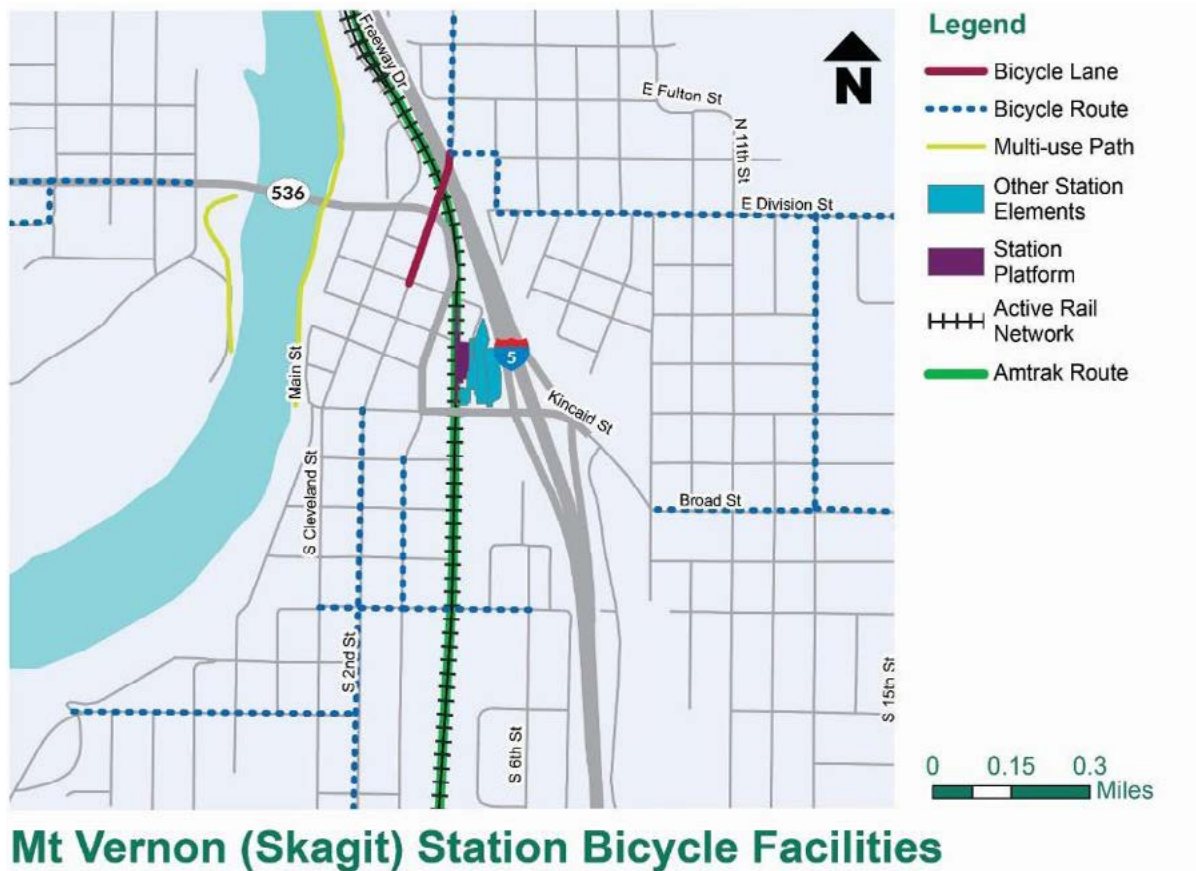 Fraeway Dr
E Fulton St
N 11th St
E Division St
536
Main St
5
Kincaid St
S Cleveland St
Broad St
S 2nd St
S 6th St
S 15th St
N
Legend
Bicycle Lane
Bicycle Route
Multi-use Path
Other Station
Elements
Station
Platform
Active Rail
Network
Amtrak Route
0 0.15 0.3
Miles
Mt Vernon (Skagit) Station Bicycle Facilities